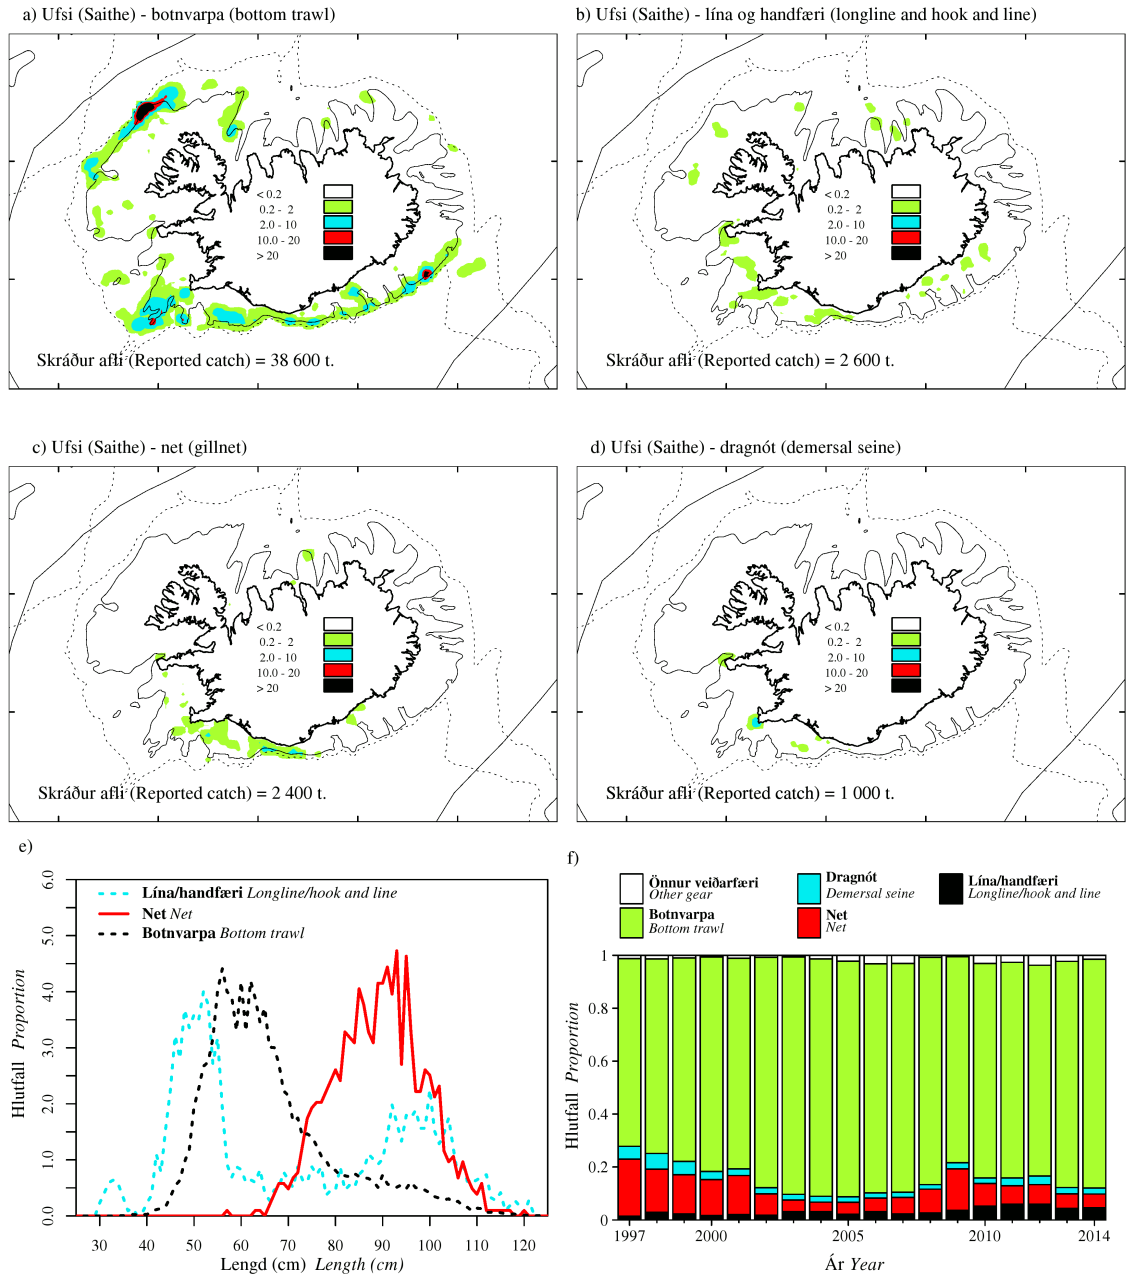 a) Ufsi (Saithe) - botnvarpa (bottom trawl)
b) Ufsi (Saithe) - lína og handfæri (longline and hook and line)
< 0.2
0.2 - 2
2.0 - 10
10.0 - 20
> 20
Skráður afli (Reported catch) = 38 600 t.
< 0.2
0.2 - 2
2.0 - 10
10.0 - 20
> 20
Skráður afli (Reported catch) = 2 600 t.
c) Ufsi (Saithe) - net (gillnet)
d) Ufsi (Saithe) - dragnót (demersal seine)
< 0.2
0.2 - 2
2.0 - 10
10.0 - 20
> 20
Skráður afli (Reported catch) = 2 400 t.
< 0.2
0.2 - 2
2.0 - 10
10.0 - 20
> 20
Skráður afli (Reported catch) = 1 000 t.
e)
Lína/handfæri Longline/hook and line
Net Net
Botnvarpa Bottom trawl
Hlutfall Proportion
6.0
5.0
4.0
3.0
2.0
1.0
0.0
30 40 50 60 70 80 90 100 110 120
Lengd (cm) Length (cm)
f)
Önnur veiðarfæri
Other gear
Botnvarpa
Bottom trawl
Dragnót
Demersal seine
Net
Net
Lína/handfæri
Longline/hook and line
Hlutfall Proportion
1
0.8
0.6
0.4
0.2
0
1997 2000 2005 2010 2014
Ár Year